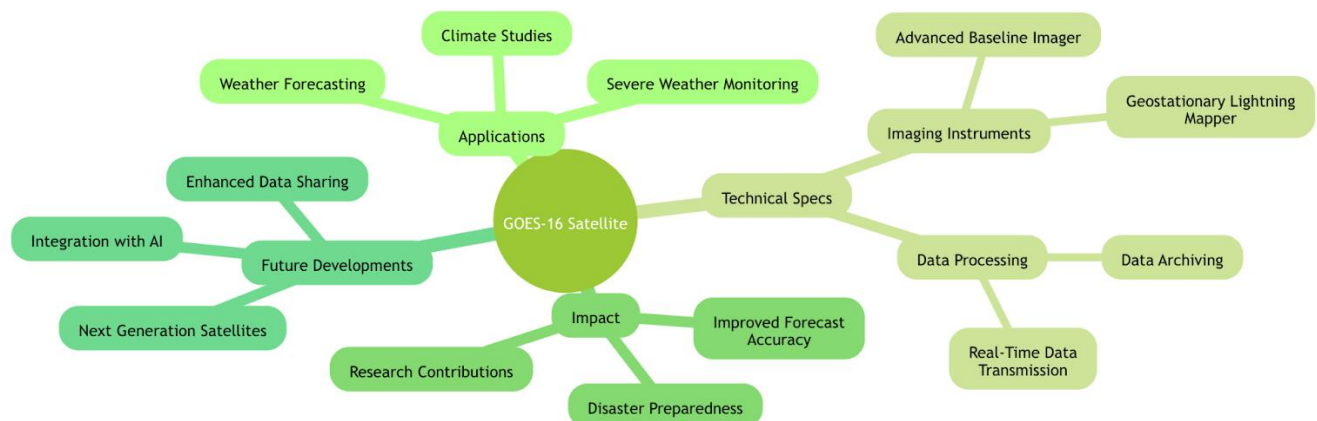 Climate Studies
Advanced Baseline Imager
Weather Forecasting
Severe Weather Monitoring
Geostationary Lightning
Mapper
Applications
Imaging Instruments
Enhanced Data Sharing
Technical Specs
GOES-16 Satellite
Integration with AI
Future Developments
Data Processing
Data Archiving
Impact
Improved Forecast
Accuracy
Next Generation Satellites
Real-Time Data
Transmission
Research Contributions
Disaster Preparedness